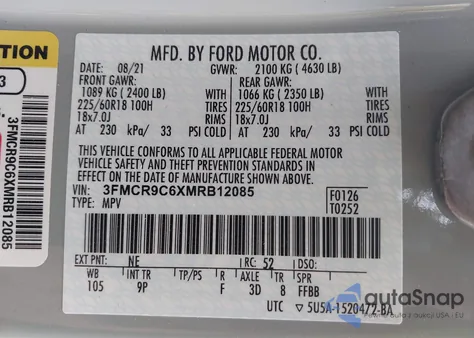 MFD. BY FORD MOTOR CO.
DATE: 08/21 GVWR: 2100 KG ( 4630 LB)
FRONT GAWR: REAR GAWR:
1089 KG ( 2400 LB) WITH 1066 KG ( 2350 LB) WITH
225/60R18 100H TIRES 225/60R18 100H TIRES
18x7.0J RIMS 18x7.0J RIMS
AT 230 kPa/ 33 PSI COLD AT 230 kPa/ 33 PSI COLD
THIS VEHICLE CONFORMS TO ALL APPLICABLE FEDERAL MOTOR
VEHICLE SAFETY AND THEFT PREVENTION STANDARDS IN EFFECT
ON THE DATE OF MANUFACTURE SHOWN ABOVE.
VIN: 3FMCR9C6XMRB12085 F0126
TYPE: MPV T0252
EXT PNT: NE RC: 52 DSO:
WB INT TR TP/PS R AXLE TR SPR
105 9P F 3D 8 FFBB
UTC ▽ 5U5A-1520472-BA
TION
3
3FMCR9C6XMRB12085
autaSnap